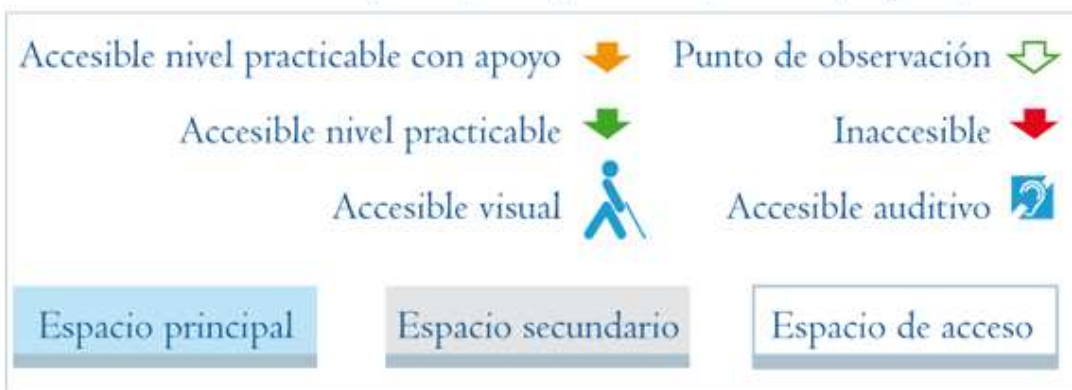 Accesible nivel practicable con apoyo
Punto de observación
Accesible nivel practicable
Inaccesible
Accesible visual
Accesible auditivo
Espacio principal
Espacio secundario
Espacio de acceso